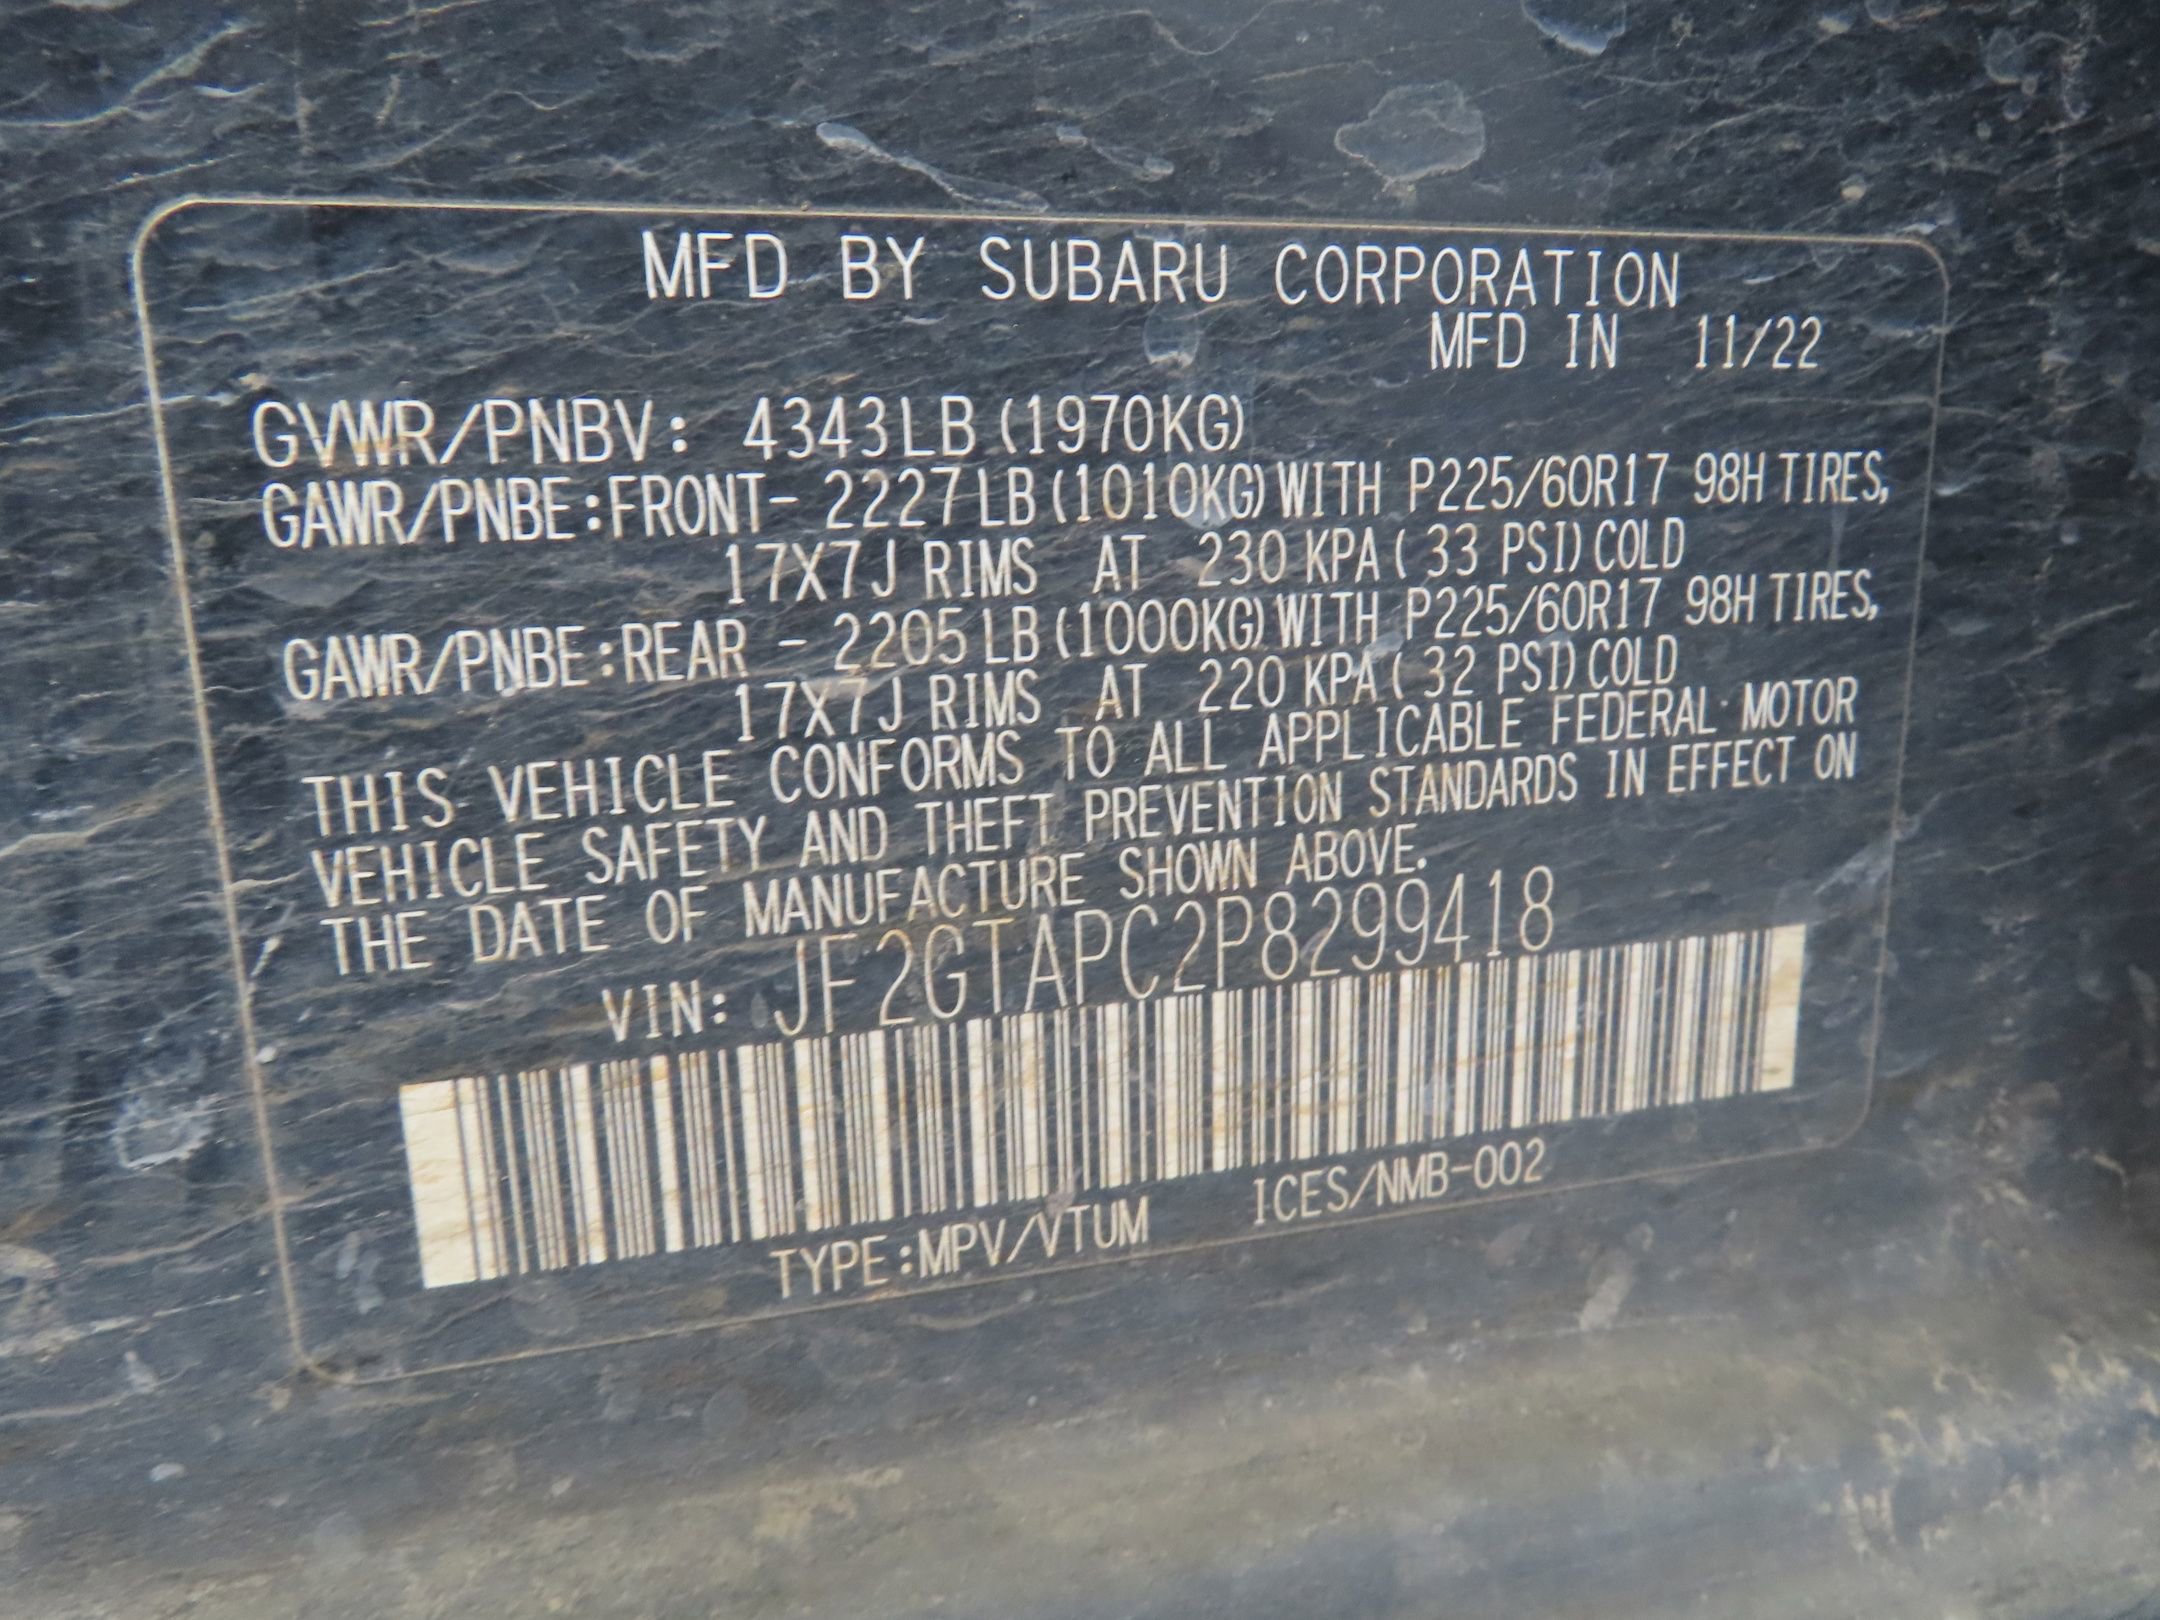 MFD BY SUBARU CORPORATION
MFD IN 11/22
GVWR/PNBV: 4343LB (1970KG)
GAWR/PNBE:FRONT- 2227LB (1010KG) WITH P225/60R17 98H TIRES,
17X7J RIMS AT 230 KPA ( 33 PSI) COLD
GAWR/PNBE:REAR - 2205LB (1000KG) WITH P225/60R17 98H TIRES,
17X7J RIMS AT 220 KPA ( 32 PSI) COLD
THIS VEHICLE CONFORMS TO ALL APPLICABLE FEDERAL MOTOR
VEHICLE SAFETY AND THEFT PREVENTION STANDARDS IN EFFECT ON
THE DATE OF MANUFACTURE SHOWN ABOVE.
VIN: JF2GTAPC2P8299418
TYPE:MPV/VTUM ICES/NMB-002